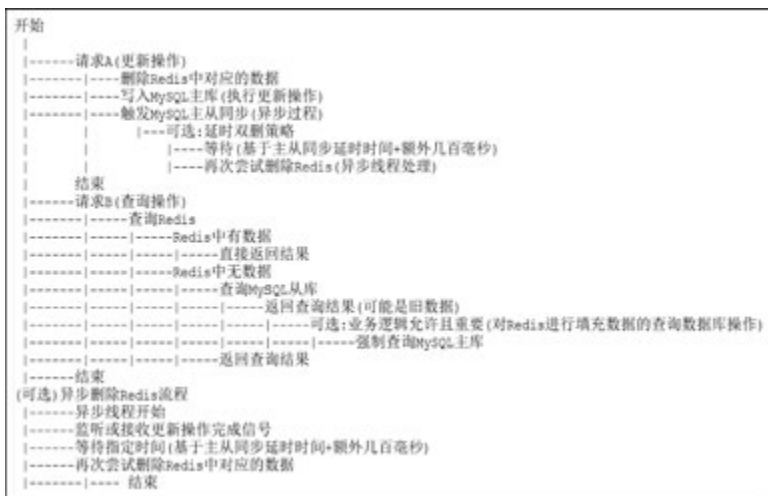 开始
|
|------请求A(更新操作)
|-------|----删除Redis中对应的数据
|-------|----写入MySQL主库(执行更新操作)
|-------|----触发MySQL主从同步(异步过程)
| | |---可选:延时双删策略
| | |----等待(基于主从同步延时时间+额外几百毫秒)
| | |----再次尝试删除Redis(异步线程处理)
| 结束
|------请求B(查询操作)
|-------|-----查询Redis
|-------|-----|-----Redis中有数据
|-------|-----|-----|-----直接返回结果
|-------|-----|-----Redis中无数据
|-------|-----|-----|-----查询MySQL从库
|-------|-----|-----|-----|-----返回查询结果(可能是旧数据)
|-------|-----|-----|-----|-----|-----可选:业务逻辑允许且重要(对Redis进行填充数据的查询数据库操作)
|-------|-----|-----|-----|-----|-----|-----强制查询MySQL主库
|-------|-----|-----|-----返回查询结果
|------结束
(可选)异步删除Redis流程
|------异步线程开始
|------监听或接收更新操作完成信号
|------等待指定时间(基于主从同步延时时间+额外几百毫秒)
|------再次尝试删除Redis中对应的数据
|-------|---- 结束